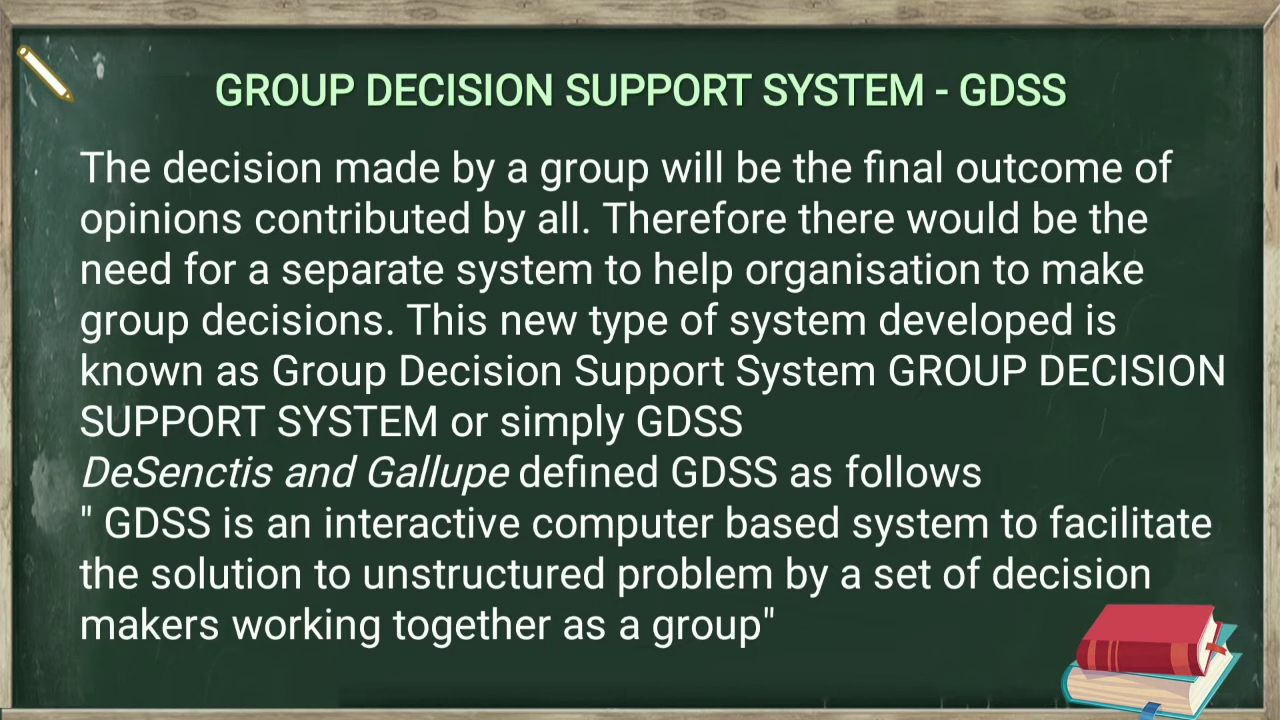 GROUP DECISION SUPPORT SYSTEM - GDSS
The decision made by a group will be the final outcome of
opinions contributed by all. Therefore there would be the
need for a separate system to help organisation to make
group decisions. This new type of system developed is
known as Group Decision Support System GROUP DECISION
SUPPORT SYSTEM or simply GDSS
DeSenctis and Gallupe defined GDSS as follows
" GDSS is an interactive computer based system to facilitate
the solution to unstructured problem by a set of decision
makers working together as a group"